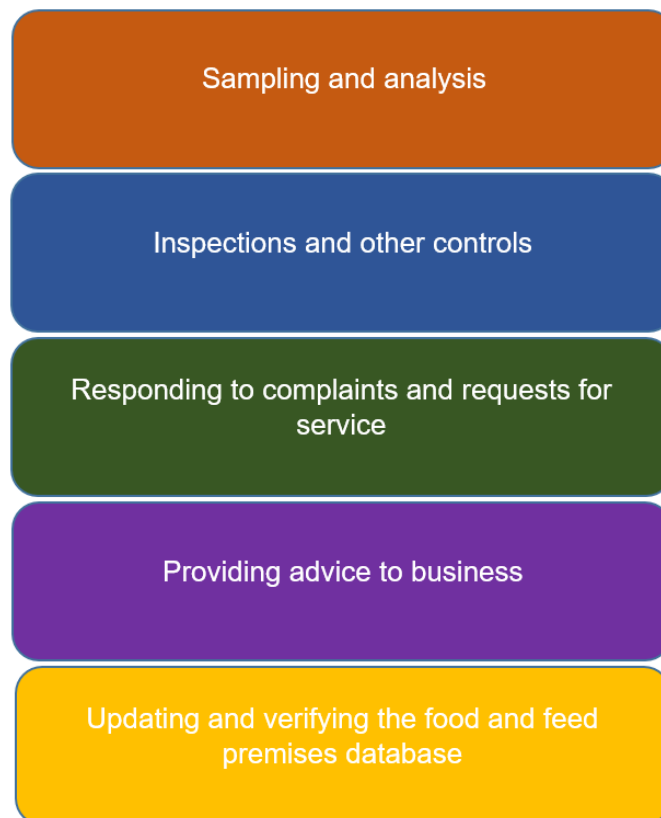 Sampling and analysis
Inspections and other controls
Responding to complaints and requests for
service
Providing advice to business
Updating and verifying the food and feed
premises database